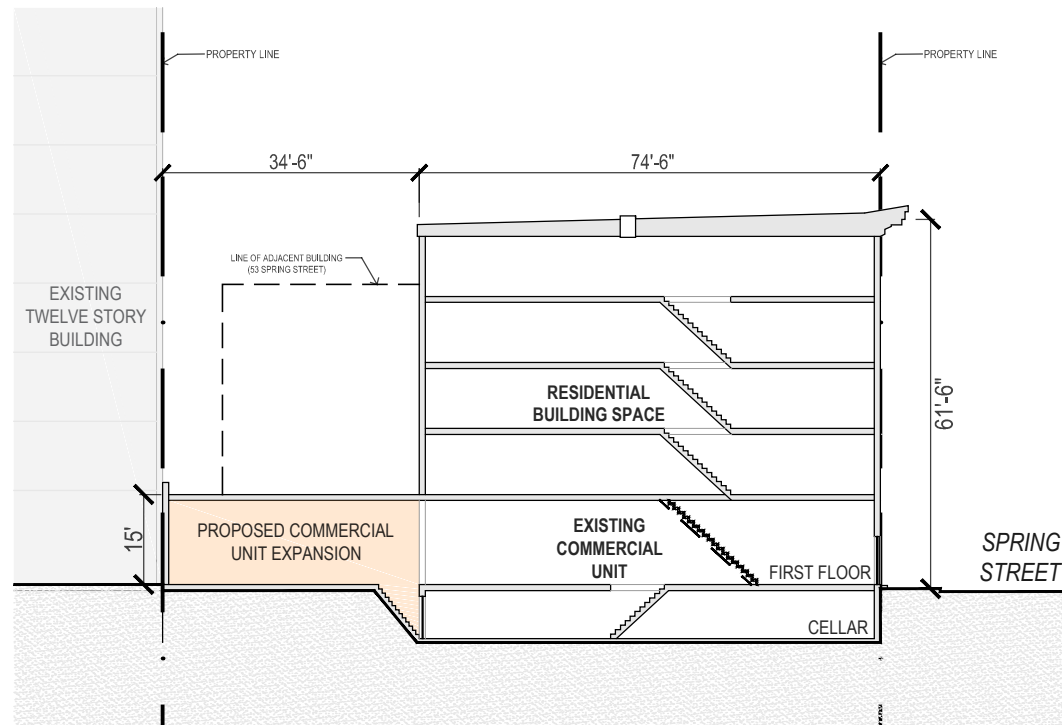 PROPERTY LINE
PROPERTY LINE
34'-6"
74'-6"
LINE OF ADJACENT BUILDING
(53 SPRING STREET)
EXISTING
TWELVE STORY
BUILDING
RESIDENTIAL
BUILDING SPACE
61'-6"
15'
PROPOSED COMMERCIAL
UNIT EXPANSION
EXISTING
COMMERCIAL
UNIT
FIRST FLOOR
SPRING
STREET
CELLAR